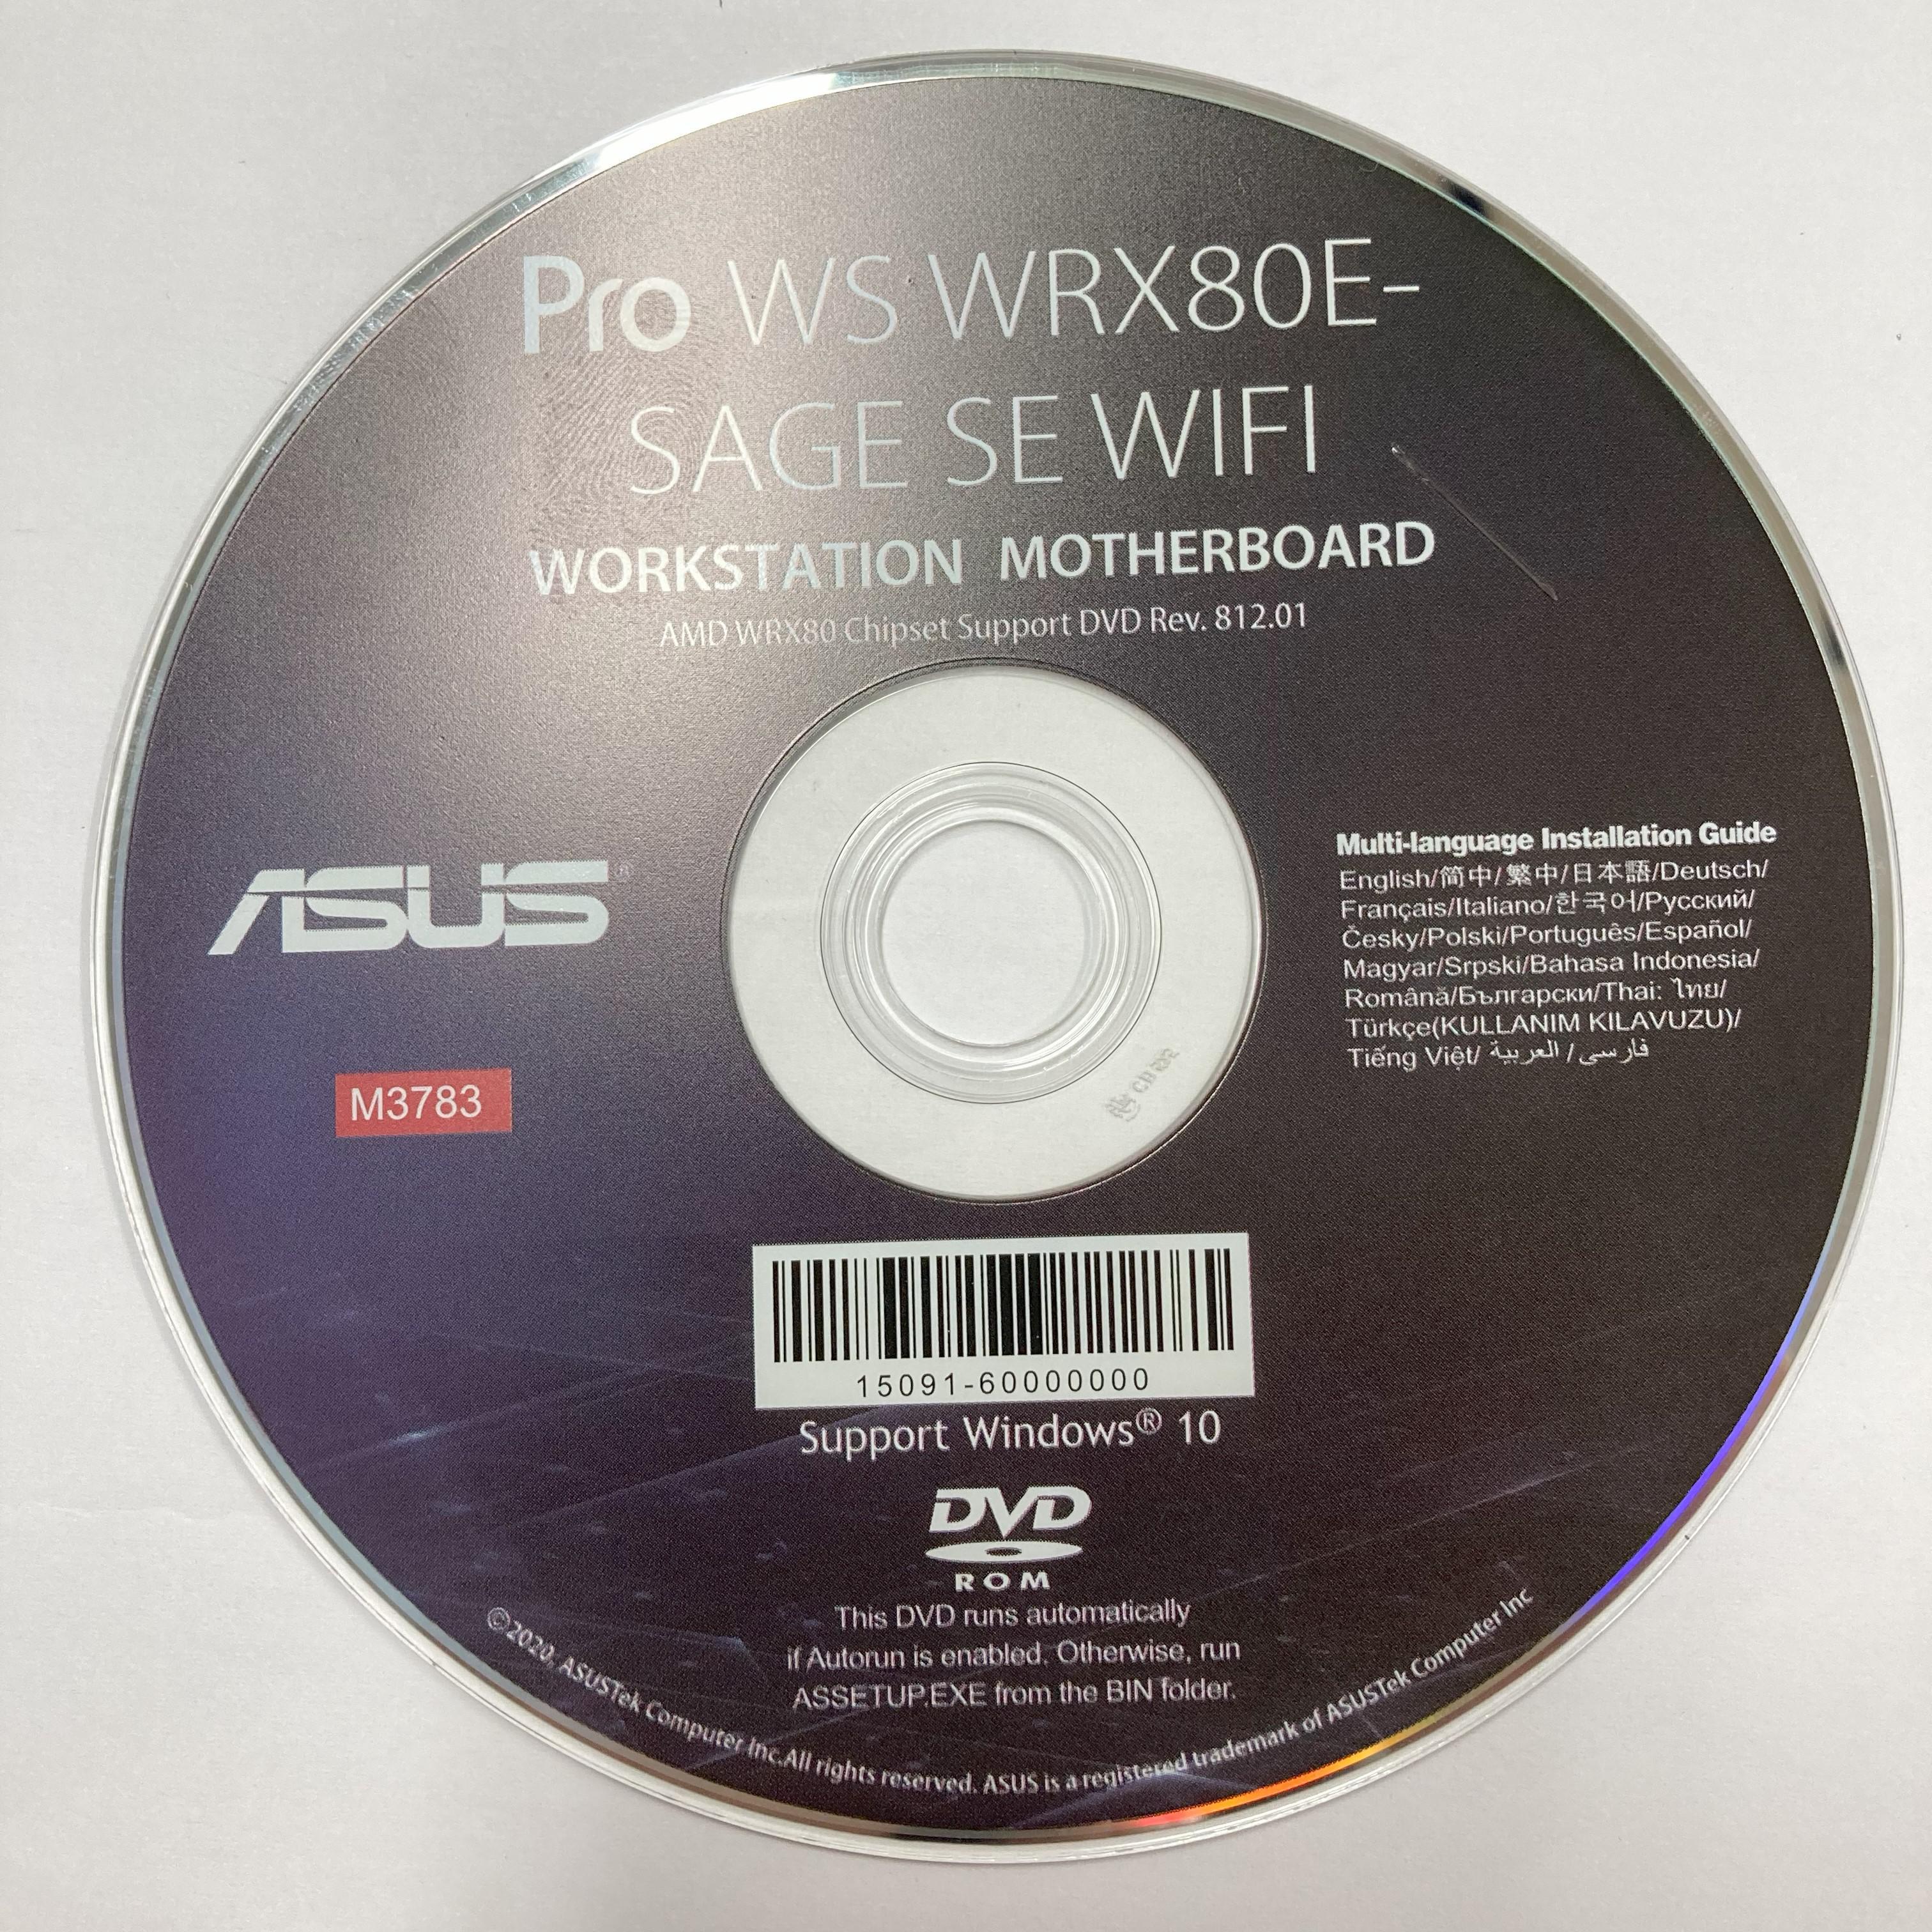 Pro WS WRX80E-
SAGE SE WIFI
WORKSTATION MOTHERBOARD
AMD WRX80 Chipset Support DVD Rev. 812.01
ASUS®
M3783
Multi-language Installation Guide
English/简中/繁中/日本語/Deutsch/
Français/Italiano/한국어/Русский/
Česky/Polski/Português/Español/
Magyar/Srpski/Bahasa Indonesia/
Română/Български/Thai: ไทย/
Türkçe(KULLANIM KILAVUZU)/
Tiếng Việt/ العربية / فارسی
15091-60000000
Support Windows® 10
DVD
ROM
This DVD runs automatically
if Autorun is enabled. Otherwise, run
ASSETUP.EXE from the BIN folder.
©2020. ASUSTek Computer Inc.All rights reserved. ASUS is a registered trademark of ASUSTek Computer Inc